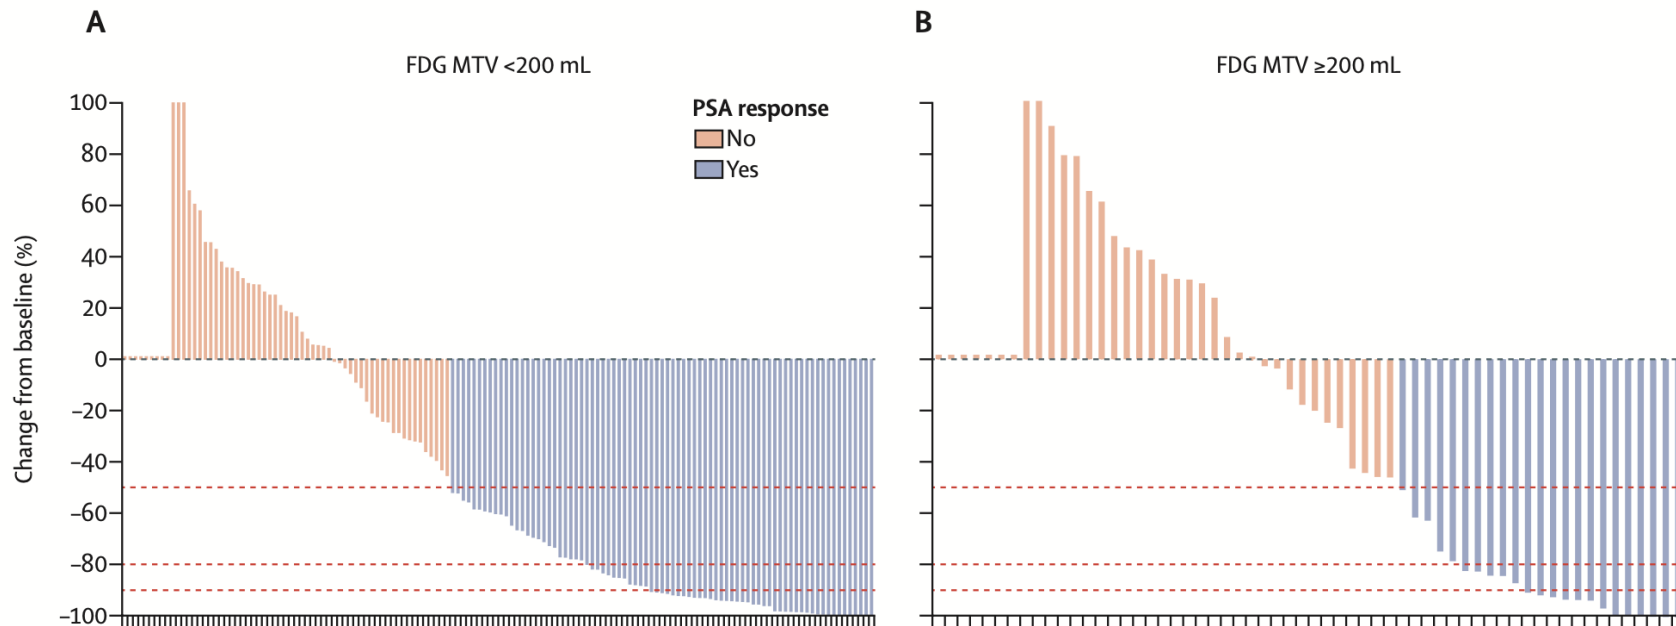 A
B
FDG MTV <200 mL
FDG MTV ≥200 mL
Change from baseline (%)
100
80
60
40
20
0
–20
–40
–60
–80
–100
PSA response
No
Yes